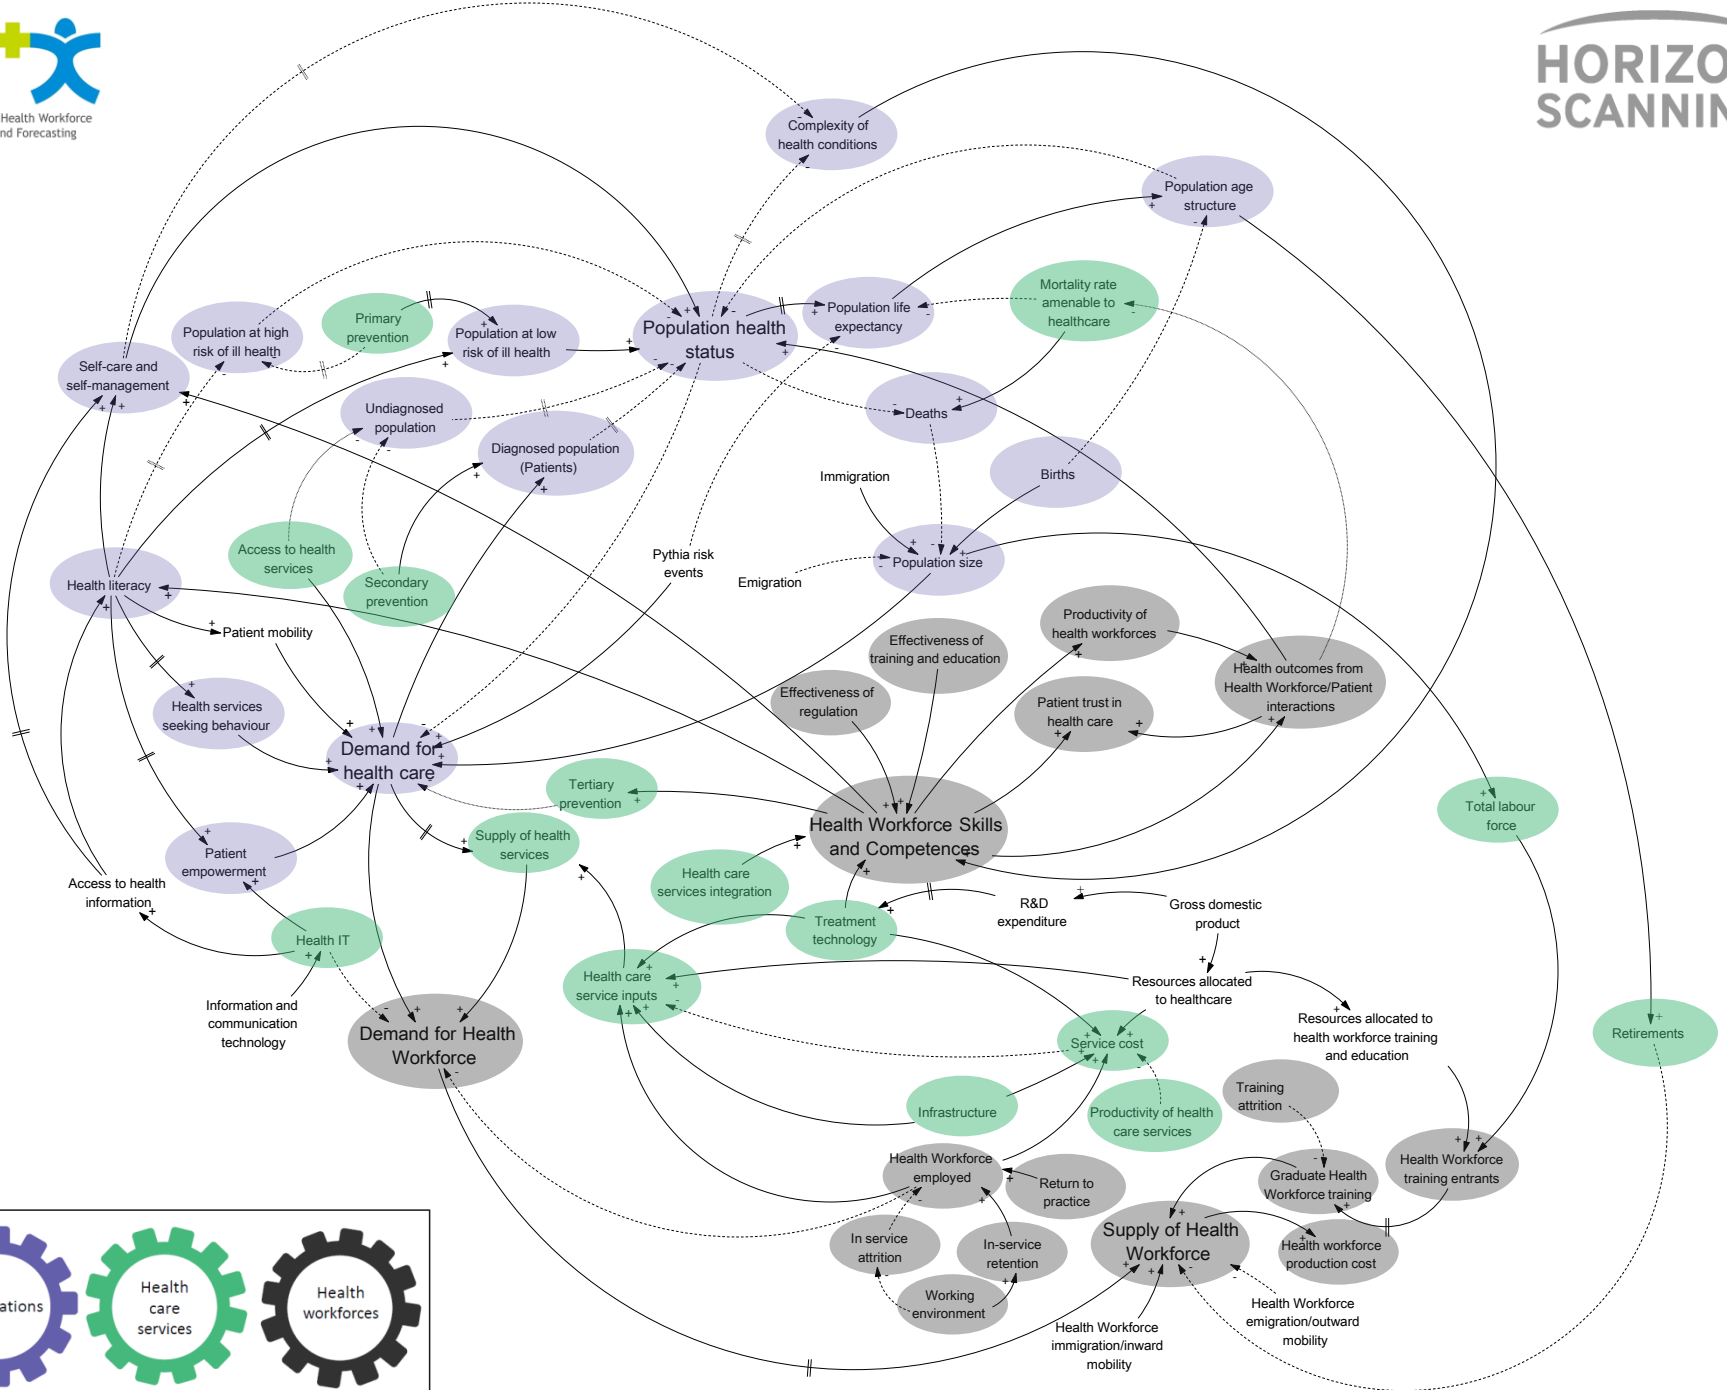 Health Workforce
nd Forecasting
HORIZO
SCANNIN
Complexity of
health conditions
Population age
structure
Mortality rate
amenable to
healthcare
Population life
expectancy
Population health
status
Primary
prevention
Population at high
risk of ill health
Population at low
risk of ill health
Self-care and
self-management
Undiagnosed
population
Diagnosed population
(Patients)
Deaths
Births
Immigration
Emigration
Population size
Pythia risk
events
Access to health
services
Secondary
prevention
Health literacy
Patient mobility
Health services
seeking behaviour
Demand for
health care
Effectiveness of
training and education
Effectiveness of
regulation
Productivity of
health workforces
Patient trust in
health care
Health outcomes from
Health Workforce/Patient
interactions
Tertiary
prevention
Supply of health
services
Health Workforce Skills
and Competences
Total labour
force
Patient
empowerment
Access to health
information
Health care
services integration
Treatment
technology
R&D
expenditure
Gross domestic
product
Health IT
Information and
communication
technology
Health care
service inputs
Resources allocated
to healthcare
Resources allocated to
health workforce training
and education
Retirements
Demand for Health
Workforce
Service cost
Infrastructure
Productivity of health
care services
Training
attrition
Health Workforce
employed
Return to
practice
Graduate Health
Workforce training
Health Workforce
training entrants
In service
attrition
In-service
retention
Working
environment
Supply of Health
Workforce
Health workforce
production cost
Health Workforce
immigration/inward
mobility
Health Workforce
emigration/outward
mobility
ations
Health
care
services
Health
workforces